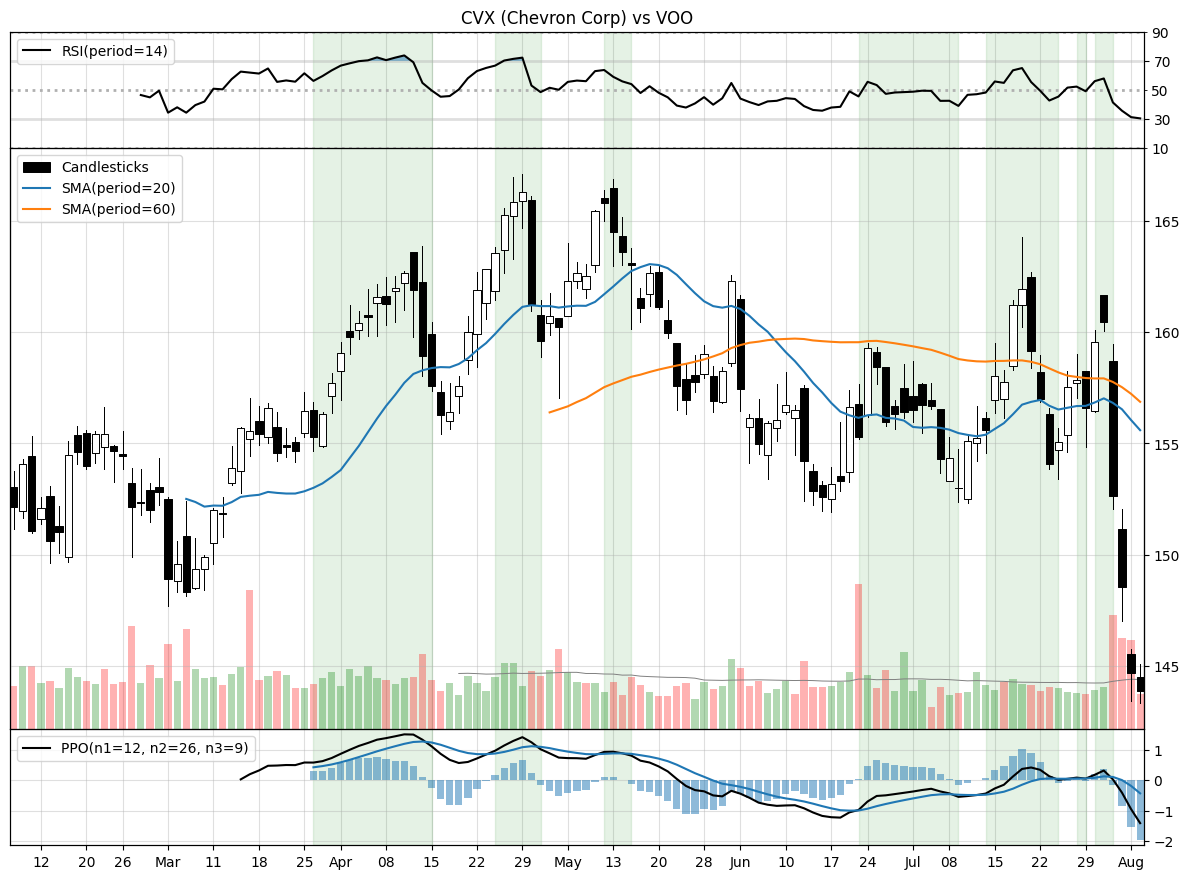 CVX (Chevron Corp) vs VOO
RSI(period=14)
90
70
50
30
10
Candlesticks
SMA(period=20)
SMA(period=60)
165
160
155
150
145
PPO(n1=12, n2=26, n3=9)
1
0
−1
−2
12 20 26 Mar 11 18 25 Apr 08 15 22 29 May 13 20 28 Jun 10 17 24 Jul 08 15 22 29 Aug